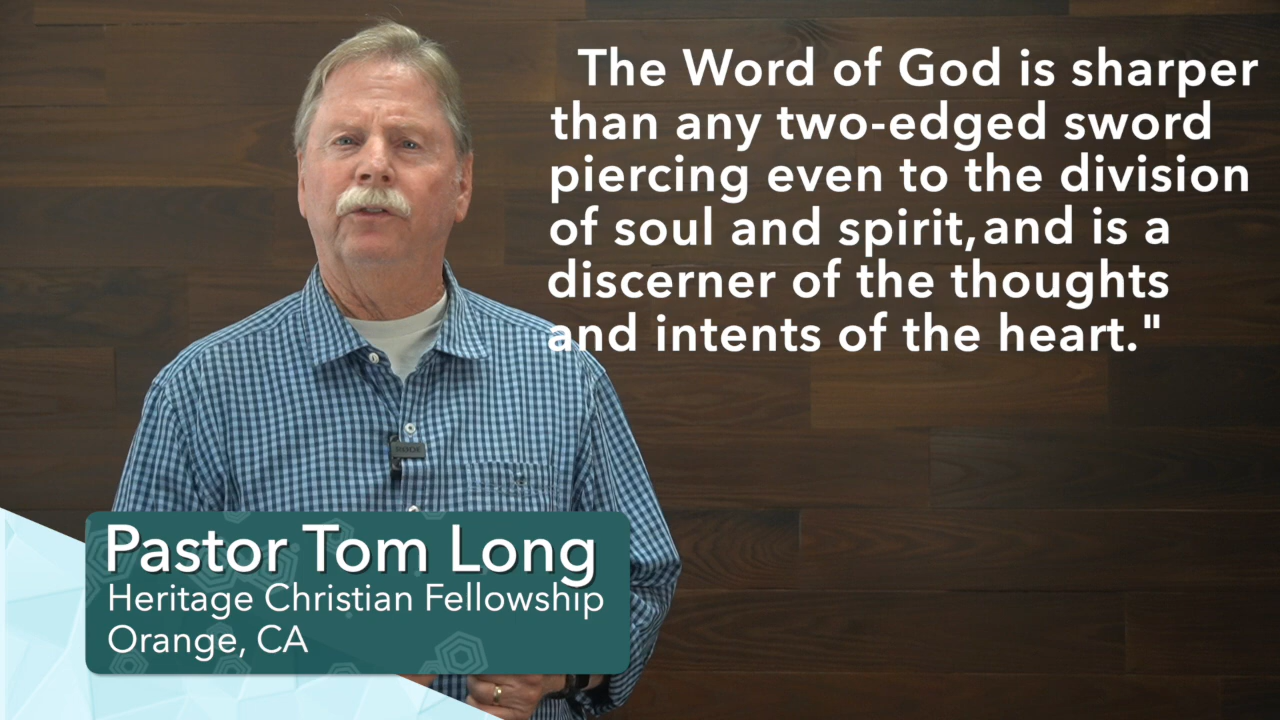 The Word of God is sharper
than any two-edged sword
piercing even to the division
of soul and spirit, and is a
discerner of the thoughts
and intents of the heart."
Pastor Tom Long
Heritage Christian Fellowship
Orange, CA
RODE